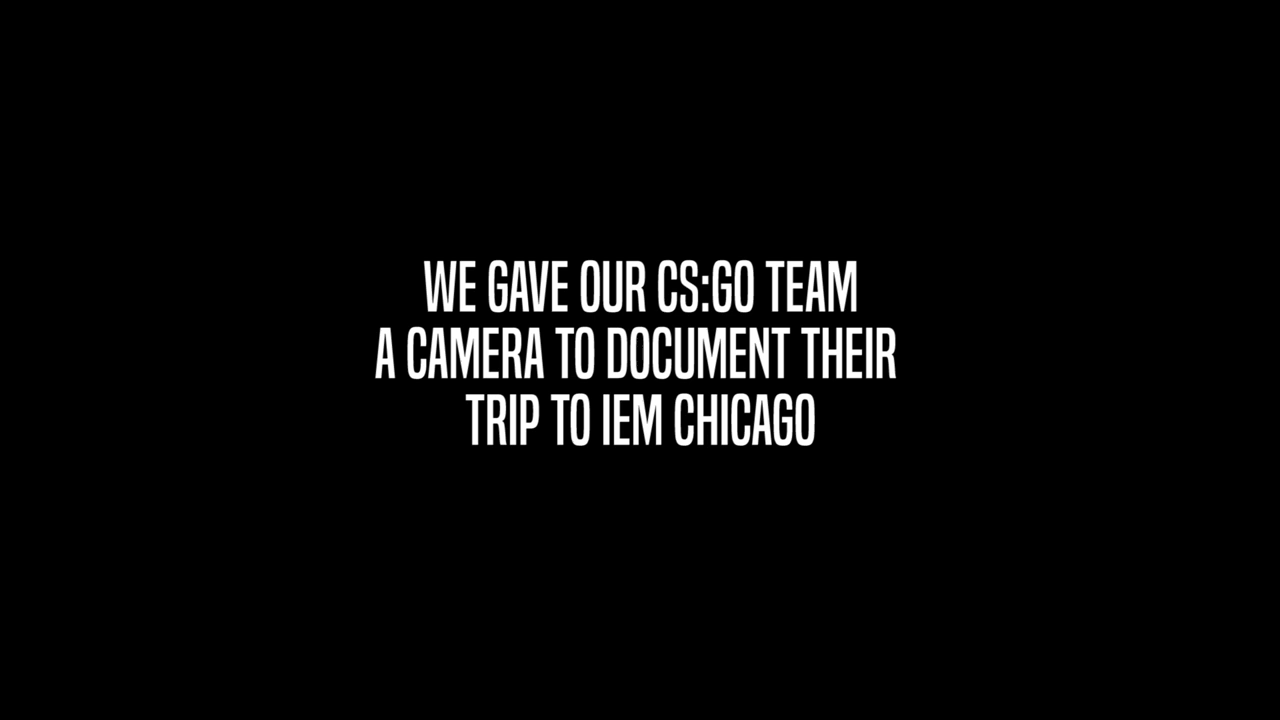 WE GAVE OUR CS:GO TEAM
A CAMERA TO DOCUMENT THEIR
TRIP TO IEM CHICAGO